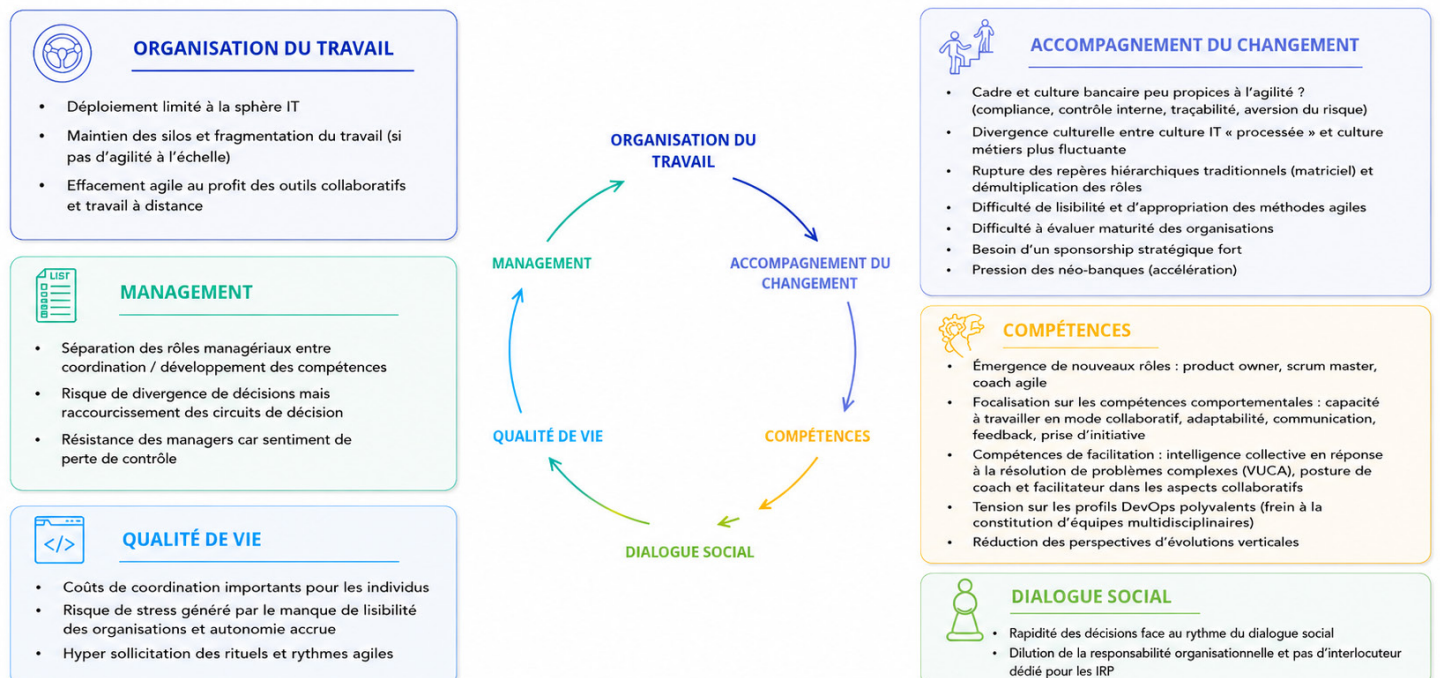 ORGANISATION DU TRAVAIL
• Déploiement limité à la sphère IT
• Maintien des silos et fragmentation du travail (si
pas d'agilité à l'échelle)
• Effacement agile au profit des outils collaboratifs
et travail à distance
LIST
MANAGEMENT
• Séparation des rôles managériaux entre
coordination / développement des compétences
• Risque de divergence de décisions mais
raccourcissement des circuits de décision
• Résistance des managers car sentiment de
perte de contrôle
</>
QUALITÉ DE VIE
• Coûts de coordination importants pour les individus
• Risque de stress généré par le manque de lisibilité
des organisations et autonomie accrue
• Hyper sollicitation des rituels et rythmes agiles
ORGANISATION DU
TRAVAIL
MANAGEMENT
ACCOMPAGNEMENT DU
CHANGEMENT
QUALITÉ DE VIE
COMPÉTENCES
DIALOGUE SOCIAL
ACCOMPAGNEMENT DU CHANGEMENT
• Cadre et culture bancaire peu propices à l'agilité ?
(compliance, contrôle interne, traçabilité, aversion du risque)
• Divergence culturelle entre culture IT « processée » et culture
métiers plus fluctuante
• Rupture des repères hiérarchiques traditionnels (matriciel) et
démultiplication des rôles
• Difficulté de lisibilité et d'appropriation des méthodes agiles
• Difficulté à évaluer maturité des organisations
• Besoin d'un sponsorship stratégique fort
• Pression des néo-banques (accélération)
COMPÉTENCES
• Émergence de nouveaux rôles : product owner, scrum master,
coach agile
• Focalisation sur les compétences comportementales : capacité
à travailler en mode collaboratif, adaptabilité, communication,
feedback, prise d'initiative
• Compétences de facilitation : intelligence collective en réponse
à la résolution de problèmes complexes (VUCA), posture de
coach et facilitateur dans les aspects collaboratifs
• Tension sur les profils DevOps polyvalents (frein à la
constitution d'équipes multidisciplinaires)
• Réduction des perspectives d'évolutions verticales
DIALOGUE SOCIAL
• Rapidité des décisions face au rythme du dialogue social
• Dilution de la responsabilité organisationnelle et pas d'interlocuteur
dédié pour les IRP